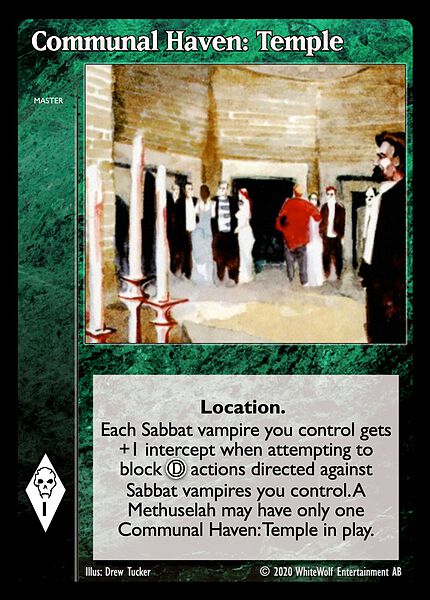 Communal Haven: Temple
MASTER
Location.
Each Sabbat vampire you control gets
+1 intercept when attempting to
block Ⓓ actions directed against
Sabbat vampires you control. A
Methuselah may have only one
Communal Haven: Temple in play.
1
Illus: Drew Tucker
© 2020 WhiteWolf Entertainment AB